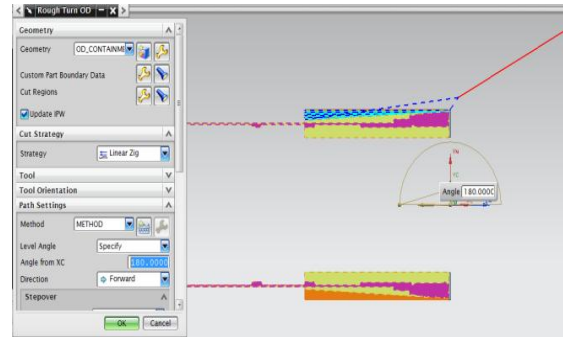 Rough Turn OD
Geometry
Geometry OD_CONTAINME
Custom Part Boundary Data
Cut Regions
Update IPW
Cut Strategy
Strategy Linear Zig
Tool
Tool Orientation
Path Settings
Method METHOD
Level Angle Specify
Angle from XC 180.0000
Direction Forward
Stepover
OK Cancel
YM
YC
Angle 180.0000